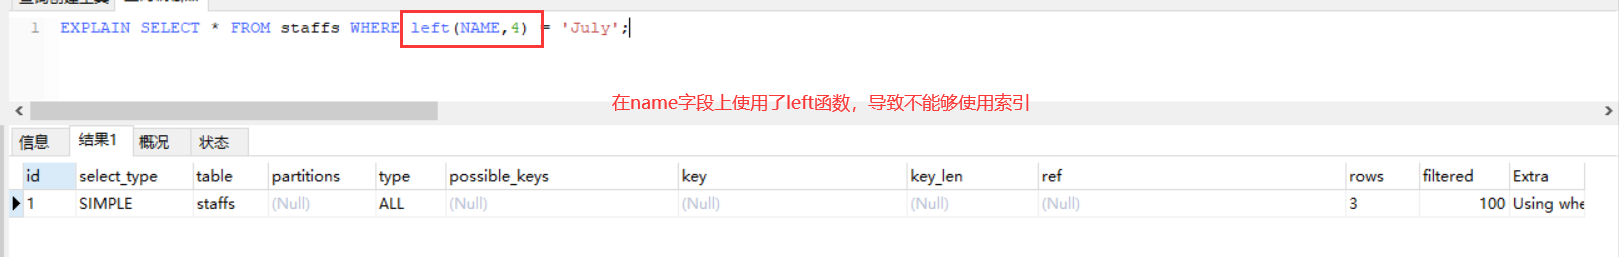 1 EXPLAIN SELECT * FROM staffs WHERE left(NAME,4) = 'July';
在name字段上使用了left函数，导致不能够使用索引
信息 结果1 概况 状态
id select_type table partitions type possible_keys key key_len ref rows filtered Extra
1 SIMPLE staffs (Null) ALL (Null) (Null) (Null) (Null) 3 100 Using whe